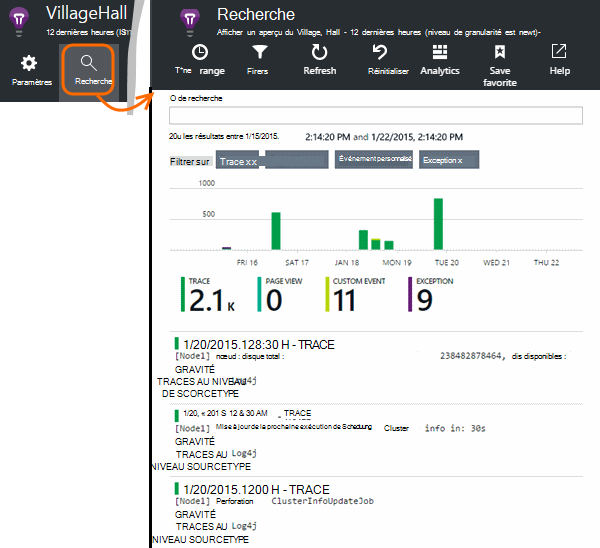 VillageHall
12 dernières heures (IS
Paramètres
Recherche
Recherche
Afficher un aperçu du Village, Hall - 12 dernières heures (niveau de granularité est newt)-
T"ne range
Firers
Refresh
Réinitialiser
Analytics
Save favorite
Help
O de recherche
20u les résultats entre 1/15/2015. 2:14:20 PM and 1/22/2015, 2:14:20 PM
Filtrer sur
Trace x x
Événement personnalisé
Exception x
1000
500
FRI 16 SAT 17 JAN 18 MON 19 TUE 20 WED 21 THU 22
TRACE
2.1 K
PAGE VIEW
0
CUSTOM EVENT
11
EXCEPTION
9
1/20/2015.128:30 H - TRACE
[Node1] nœud : disque total : 238482878464, dis disponibles :
GRAVITÉ
TRACES AU NIVEAU Log4j
DE SCORCETYPE
1/20, « 201 S 12 & 30 AM - TRACE
[Node1] Mise à jour de la prochaine exécution de Scheduung Cluster info in: 30s
GRAVITÉ
TRACES AU Log4j
NIVEAU SOURCETYPE
1/20/2015.1200 H - TRACE
[Node1] Perforation ClusterInfoUpdateJob
GRAVITÉ
TRACES AU Log4j
NIVEAU SOURCETYPE